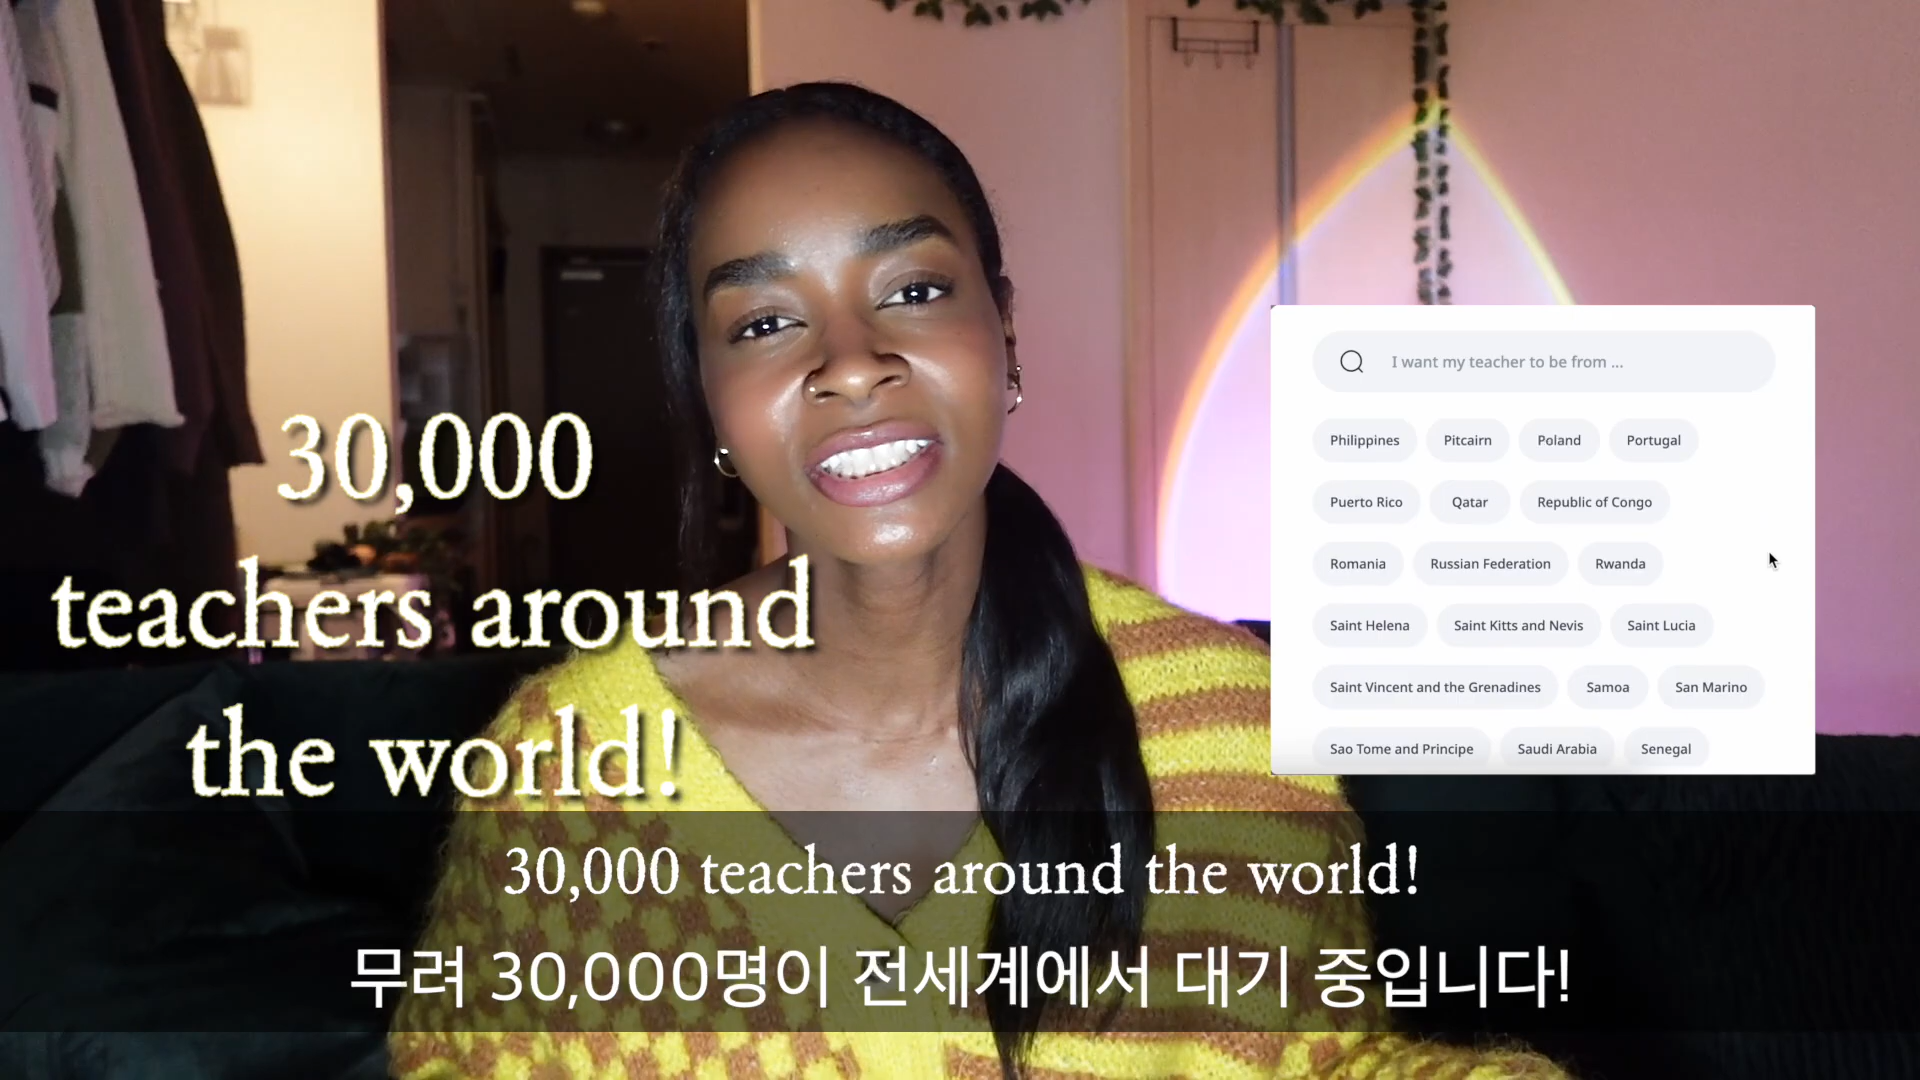 30,000
teachers around
the world!
I want my teacher to be from ...
Philippines Pitcairn Poland Portugal
Puerto Rico Qatar Republic of Congo
Romania Russian Federation Rwanda
Saint Helena Saint Kitts and Nevis Saint Lucia
Saint Vincent and the Grenadines Samoa San Marino
Sao Tome and Principe Saudi Arabia Senegal
30,000 teachers around the world!
무려 30,000명이 전세계에서 대기 중입니다!